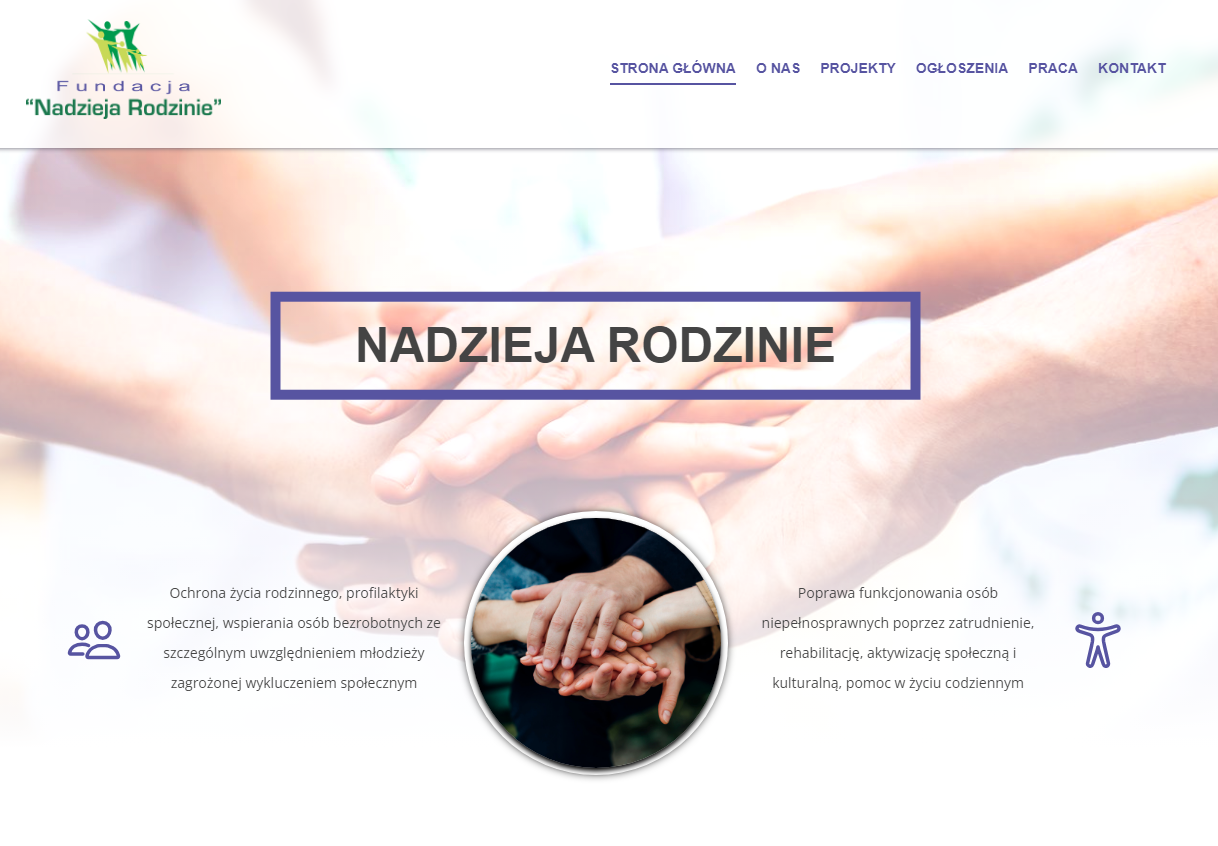 Fundacja
“Nadzieja Rodzinie”
STRONA GŁÓWNA O NAS PROJEKTY OGŁOSZENIA PRACA KONTAKT
NADZIEJA RODZINIE
Ochrona życia rodzinnego, profilaktyki
społecznej, wspierania osób bezrobotnych ze
szczególnym uwzględnieniem młodzieży
zagrożonej wykluczeniem społecznym
Poprawa funkcjonowania osób
niepełnosprawnych poprzez zatrudnienie,
rehabilitację, aktywizację społeczną i
kulturalną, pomoc w życiu codziennym